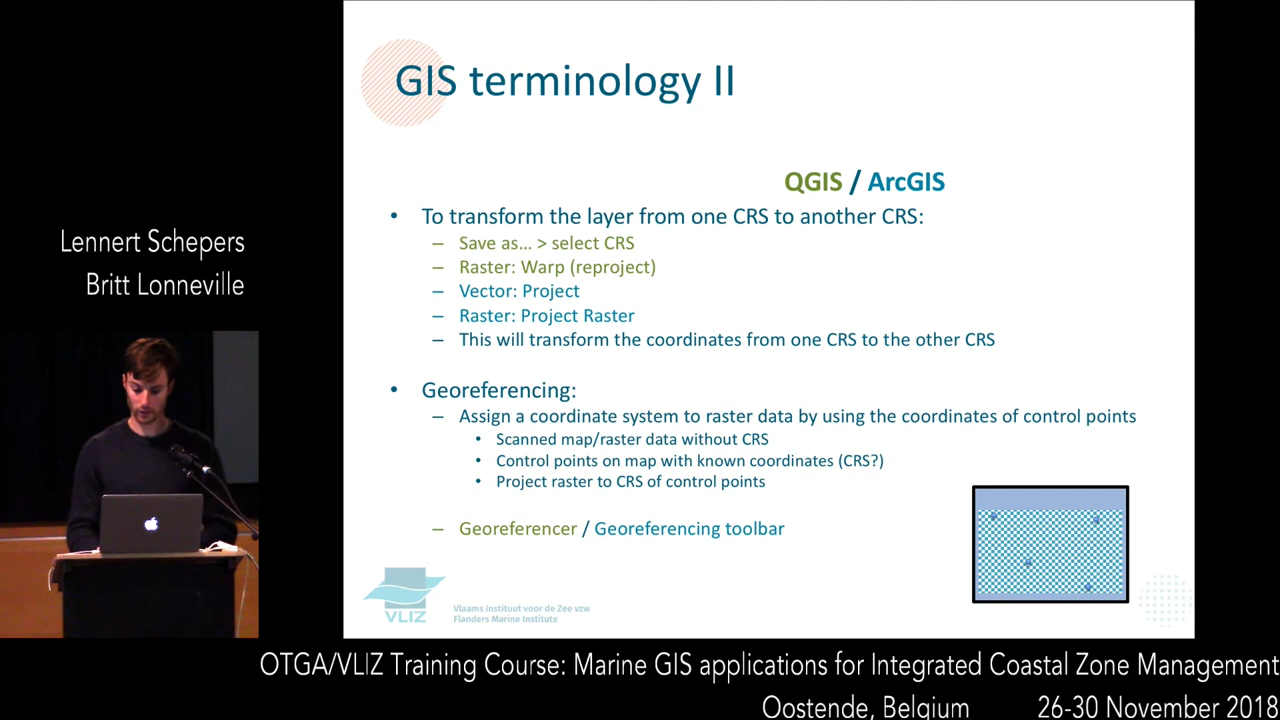 GIS terminology II
QGIS / ArcGIS
• To transform the layer from one CRS to another CRS:
– Save as... > select CRS
– Raster: Warp (reproject)
– Vector: Project
– Raster: Project Raster
– This will transform the coordinates from one CRS to the other CRS
• Georeferencing:
– Assign a coordinate system to raster data by using the coordinates of control points
• Scanned map/raster data without CRS
• Control points on map with known coordinates (CRS?)
• Project raster to CRS of control points
– Georeferencer / Georeferencing toolbar
VLIZ
Vlaams Instituut voor de Zee vzw
Flanders Marine Institute
Lennert Schepers
Britt Lonneville
OTGA/VLIZ Training Course: Marine GIS applications for Integrated Coastal Zone Management
Oostende, Belgium 26-30 November 2018